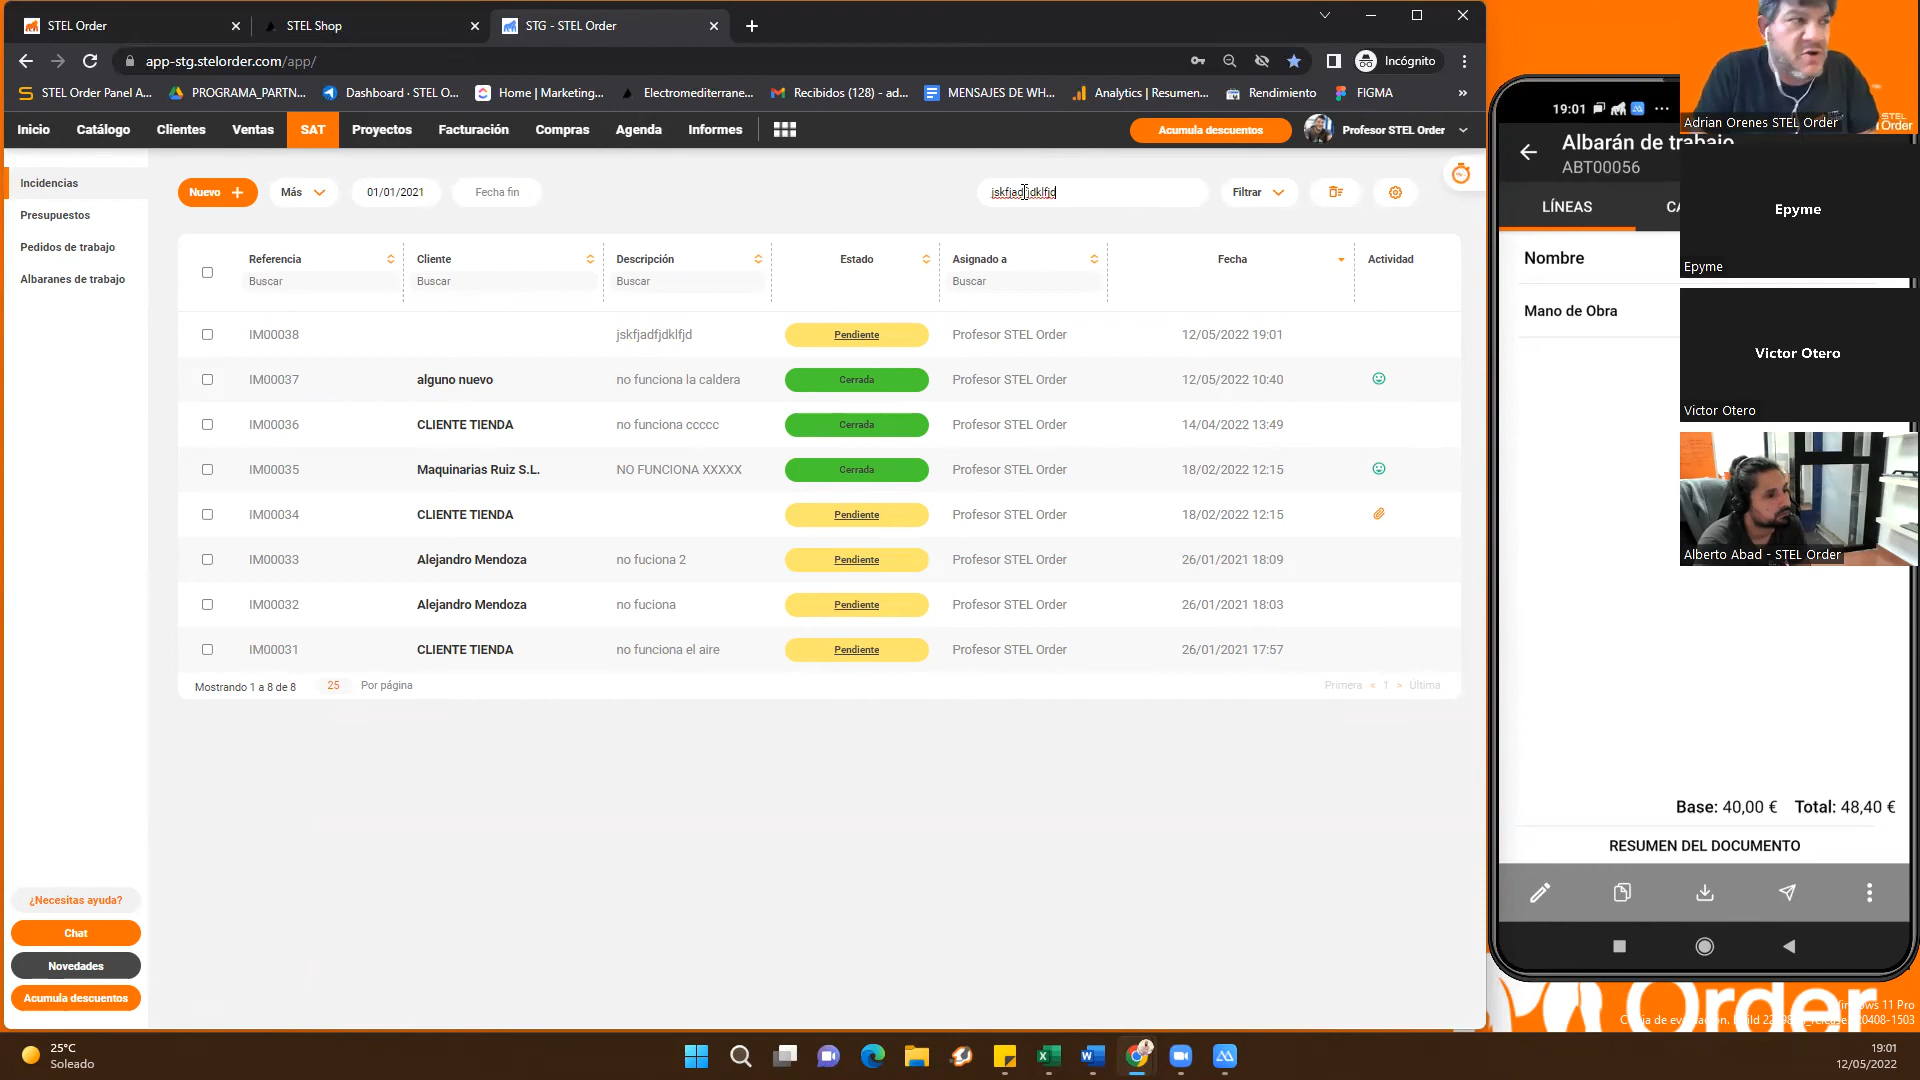 STEL Order
STEL Shop
STG - STEL Order
app-stg.stelorder.com/app/
Incógnito
STEL Order Panel A...
PROGRAMA_PARTN...
Dashboard · STEL O...
Home | Marketing...
Electromediterrane...
Recibidos (128) - ad...
MENSAJES DE WH...
Analytics | Resumen...
Rendimiento
FIGMA
Inicio
Catálogo
Clientes
Ventas
SAT
Proyectos
Facturación
Compras
Agenda
Informes
Acumula descuentos
Profesor STEL Order
Incidencias
Presupuestos
Pedidos de trabajo
Albaranes de trabajo
Nuevo
Más
01/01/2021
Fecha fin
jskfjadfjdklfjd
Filtrar
Referencia
Cliente
Descripción
Estado
Asignado a
Fecha
Actividad
Buscar
Buscar
Buscar
Buscar
IM00038 jskfjadfjdklfjd Pendiente Profesor STEL Order 12/05/2022 19:01
IM00037 alguno nuevo no funciona la caldera Cerrada Profesor STEL Order 12/05/2022 10:40
IM00036 CLIENTE TIENDA no funciona ccccc Cerrada Profesor STEL Order 14/04/2022 13:49
IM00035 Maquinarias Ruiz S.L. NO FUNCIONA XXXXX Cerrada Profesor STEL Order 18/02/2022 12:15
IM00034 CLIENTE TIENDA Pendiente Profesor STEL Order 18/02/2022 12:15
IM00033 Alejandro Mendoza no fuciona 2 Pendiente Profesor STEL Order 26/01/2021 18:09
IM00032 Alejandro Mendoza no fuciona Pendiente Profesor STEL Order 26/01/2021 18:03
IM00031 CLIENTE TIENDA no funciona el aire Pendiente Profesor STEL Order 26/01/2021 17:57
Mostrando 1 a 8 de 8
25
Por página
Primera < 1 > Última
¿Necesitas ayuda?
Chat
Novedades
Acumula descuentos
19:01
Albarán de trabajo
ABT00056
LÍNEAS
CA
Nombre
Mano de Obra
Base: 40,00 € Total: 48,40 €
RESUMEN DEL DOCUMENTO
Adrian Orenes STEL Order
STEL
Order
Epyme
Epyme
Victor Otero
Victor Otero
Alberto Abad - STEL Order
Order
11 Pro
25°C
Soleado
19:01
12/05/2022